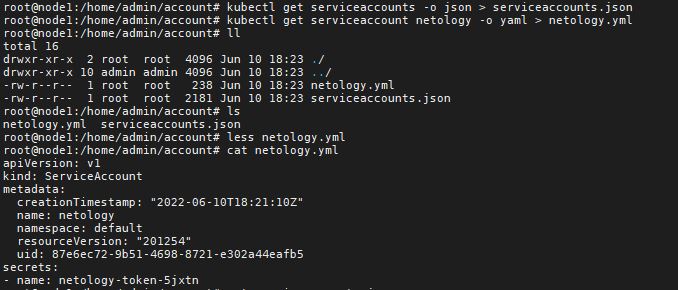 root@node1:/home/admin/account# kubectl get serviceaccounts -o json > serviceaccounts.json
root@node1:/home/admin/account# kubectl get serviceaccount netology -o yaml > netology.yml
root@node1:/home/admin/account# ll
total 16
drwxr-xr-x  2 root  root  4096 Jun 10 18:23 ./
drwxr-xr-x 10 admin admin 4096 Jun 10 18:23 ../
-rw-r--r--  1 root  root   238 Jun 10 18:23 netology.yml
-rw-r--r--  1 root  root  2181 Jun 10 18:23 serviceaccounts.json
root@node1:/home/admin/account# ls
netology.yml  serviceaccounts.json
root@node1:/home/admin/account# less netology.yml
root@node1:/home/admin/account# cat netology.yml
apiVersion: v1
kind: ServiceAccount
metadata:
  creationTimestamp: "2022-06-10T18:21:10Z"
  name: netology
  namespace: default
  resourceVersion: "201254"
  uid: 87e6ec72-9b51-4698-8721-e302a44eafb5
secrets:
- name: netology-token-5jxtn